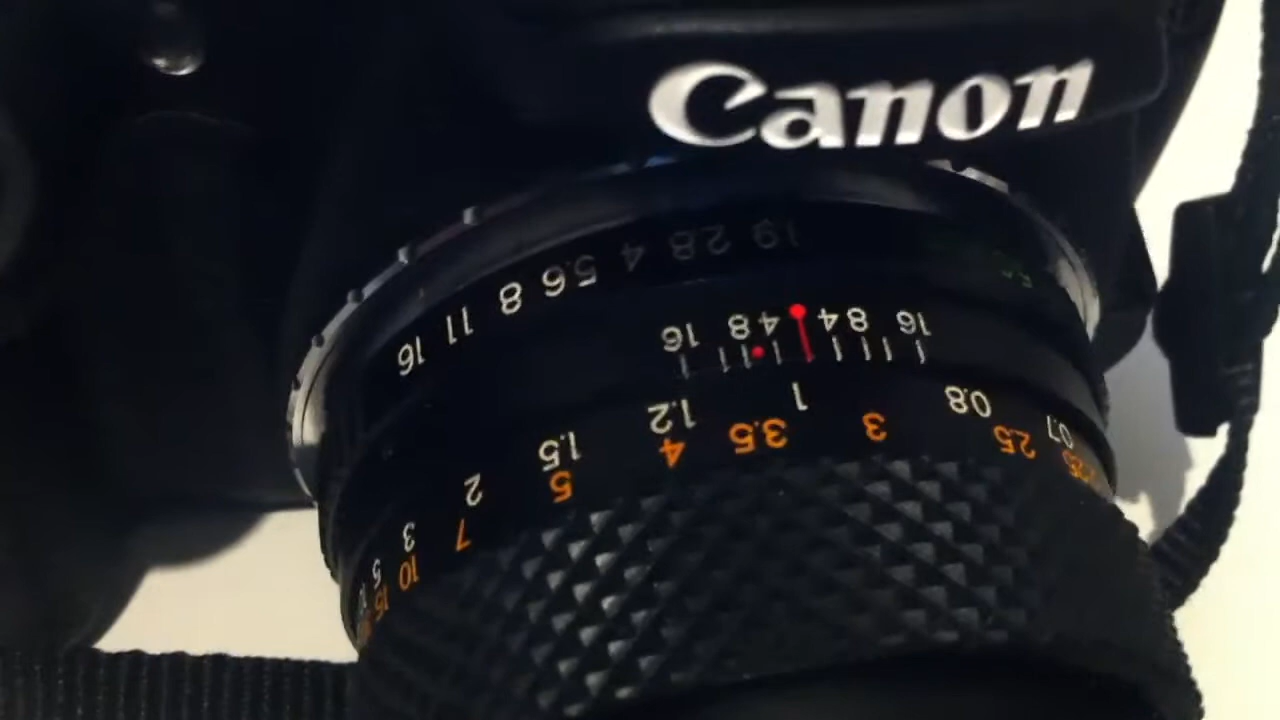 Canon
1.9 2.8 4 5.6 8 11 16
16 8 4 4 8 16
0.7 0.8 1 1.2 1.5 2 3 5
2.5 3 3.5 4 5 7 10 15